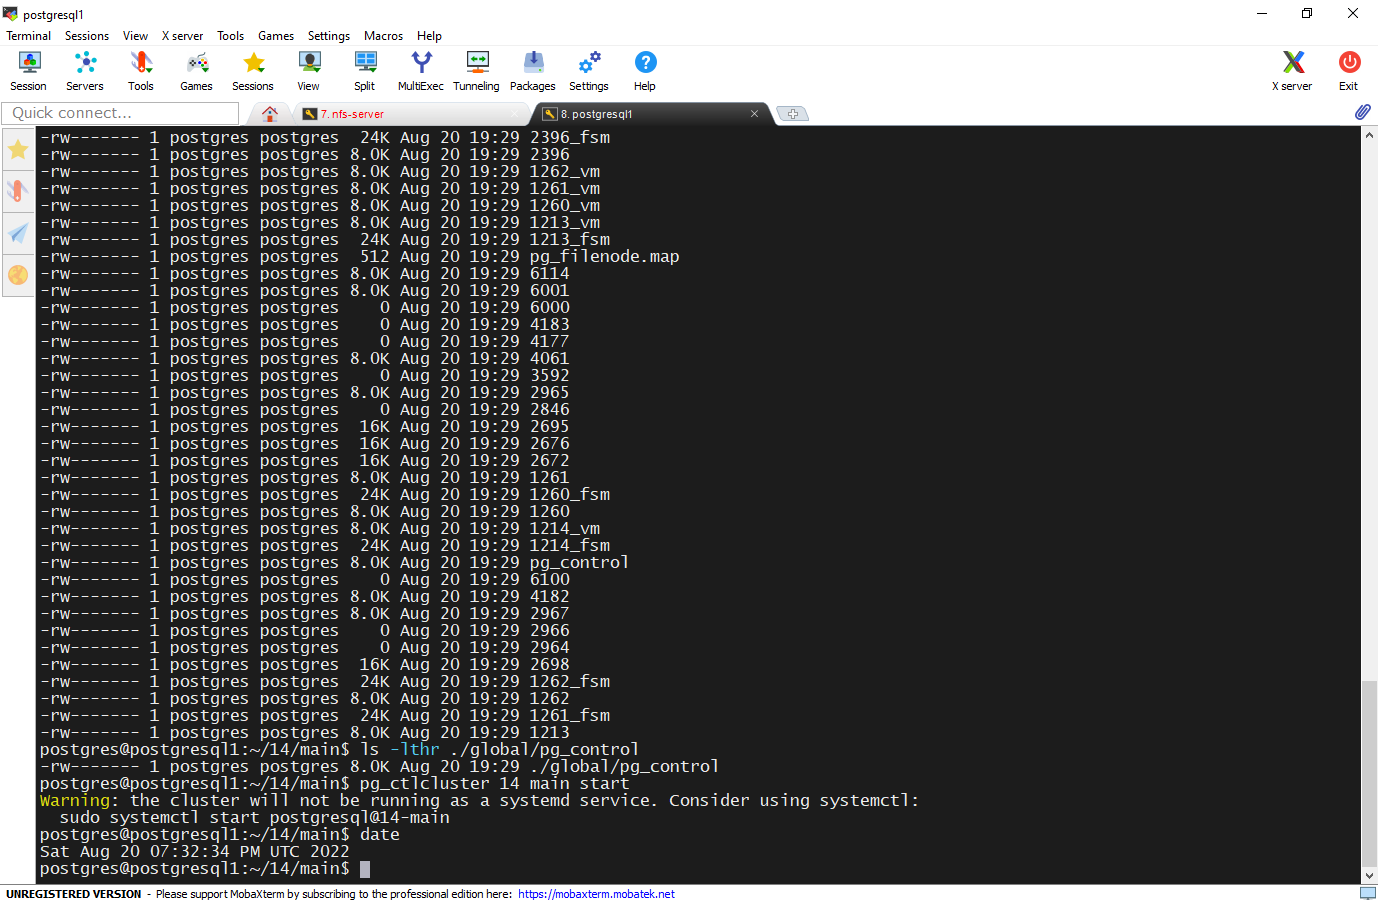 postgresql1
Terminal Sessions View X server Tools Games Settings Macros Help
Session Servers Tools Games Sessions View Split MultiExec Tunneling Packages Settings Help X server Exit
Quick connect... 7. nfs-server 8. postgresql1
-rw------- 1 postgres postgres  24K Aug 20 19:29 2396_fsm
-rw------- 1 postgres postgres 8.0K Aug 20 19:29 2396
-rw------- 1 postgres postgres 8.0K Aug 20 19:29 1262_vm
-rw------- 1 postgres postgres 8.0K Aug 20 19:29 1261_vm
-rw------- 1 postgres postgres 8.0K Aug 20 19:29 1260_vm
-rw------- 1 postgres postgres 8.0K Aug 20 19:29 1213_vm
-rw------- 1 postgres postgres  24K Aug 20 19:29 1213_fsm
-rw------- 1 postgres postgres  512 Aug 20 19:29 pg_filenode.map
-rw------- 1 postgres postgres 8.0K Aug 20 19:29 6114
-rw------- 1 postgres postgres 8.0K Aug 20 19:29 6001
-rw------- 1 postgres postgres    0 Aug 20 19:29 6000
-rw------- 1 postgres postgres    0 Aug 20 19:29 4183
-rw------- 1 postgres postgres    0 Aug 20 19:29 4177
-rw------- 1 postgres postgres 8.0K Aug 20 19:29 4061
-rw------- 1 postgres postgres    0 Aug 20 19:29 3592
-rw------- 1 postgres postgres 8.0K Aug 20 19:29 2965
-rw------- 1 postgres postgres    0 Aug 20 19:29 2846
-rw------- 1 postgres postgres  16K Aug 20 19:29 2695
-rw------- 1 postgres postgres  16K Aug 20 19:29 2676
-rw------- 1 postgres postgres  16K Aug 20 19:29 2672
-rw------- 1 postgres postgres 8.0K Aug 20 19:29 1261
-rw------- 1 postgres postgres  24K Aug 20 19:29 1260_fsm
-rw------- 1 postgres postgres 8.0K Aug 20 19:29 1260
-rw------- 1 postgres postgres 8.0K Aug 20 19:29 1214_vm
-rw------- 1 postgres postgres  24K Aug 20 19:29 1214_fsm
-rw------- 1 postgres postgres 8.0K Aug 20 19:29 pg_control
-rw------- 1 postgres postgres    0 Aug 20 19:29 6100
-rw------- 1 postgres postgres 8.0K Aug 20 19:29 4182
-rw------- 1 postgres postgres 8.0K Aug 20 19:29 2967
-rw------- 1 postgres postgres    0 Aug 20 19:29 2966
-rw------- 1 postgres postgres    0 Aug 20 19:29 2964
-rw------- 1 postgres postgres  16K Aug 20 19:29 2698
-rw------- 1 postgres postgres  24K Aug 20 19:29 1262_fsm
-rw------- 1 postgres postgres 8.0K Aug 20 19:29 1262
-rw------- 1 postgres postgres  24K Aug 20 19:29 1261_fsm
-rw------- 1 postgres postgres 8.0K Aug 20 19:29 1213
postgres@postgresql1:~/14/main$ ls -lthr ./global/pg_control
-rw------- 1 postgres postgres 8.0K Aug 20 19:29 ./global/pg_control
postgres@postgresql1:~/14/main$ pg_ctlcluster 14 main start
Warning: the cluster will not be running as a systemd service. Consider using systemctl:
  sudo systemctl start postgresql@14-main
postgres@postgresql1:~/14/main$ date
Sat Aug 20 07:32:34 PM UTC 2022
postgres@postgresql1:~/14/main$
UNREGISTERED VERSION - Please support MobaXterm by subscribing to the professional edition here: https://mobaxterm.mobatek.net